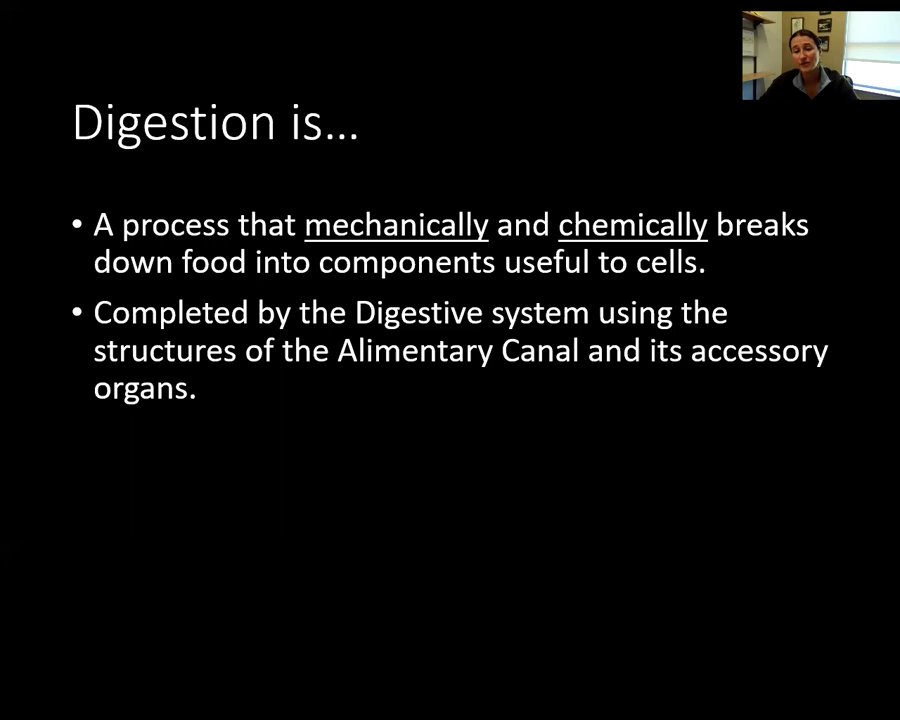 Digestion is...
• A process that mechanically and chemically breaks
down food into components useful to cells.
• Completed by the Digestive system using the
structures of the Alimentary Canal and its accessory
organs.